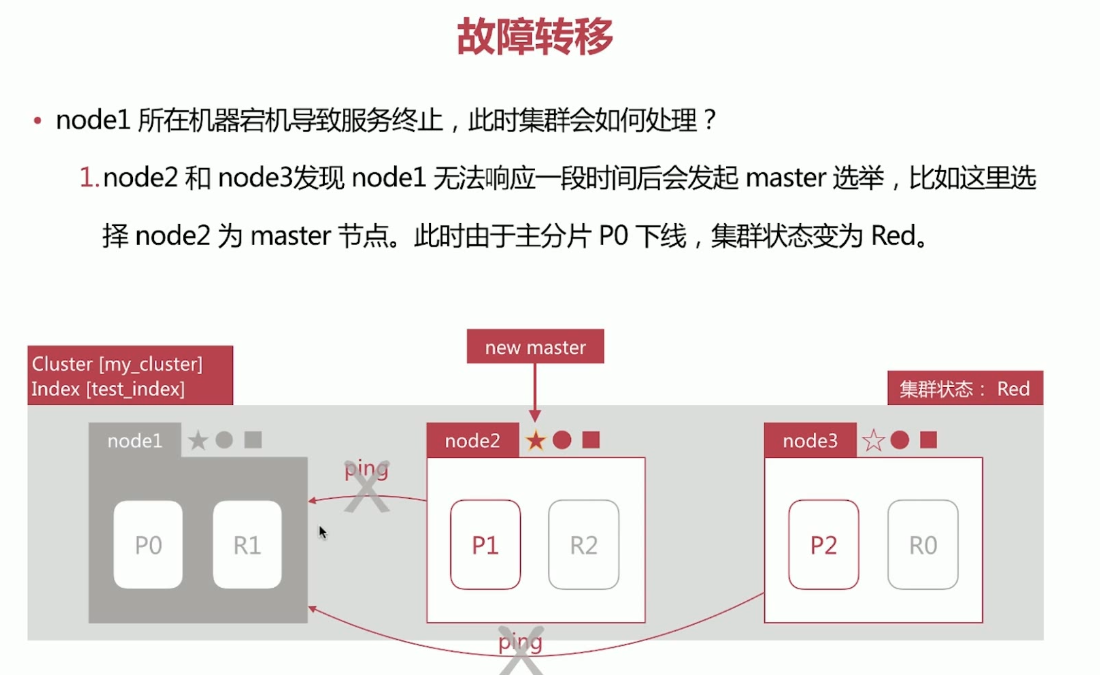 故障转移
• node1 所在机器宕机导致服务终止，此时集群会如何处理？
1.node2 和 node3发现 node1 无法响应一段时间后会发起 master 选举，比如这里选
择 node2 为 master 节点。此时由于主分片 P0 下线，集群状态变为 Red。
new master
Cluster [my_cluster]
Index [test_index]
集群状态： Red
node1
node2
node3
ping
P0
R1
P1
R2
P2
R0
ping